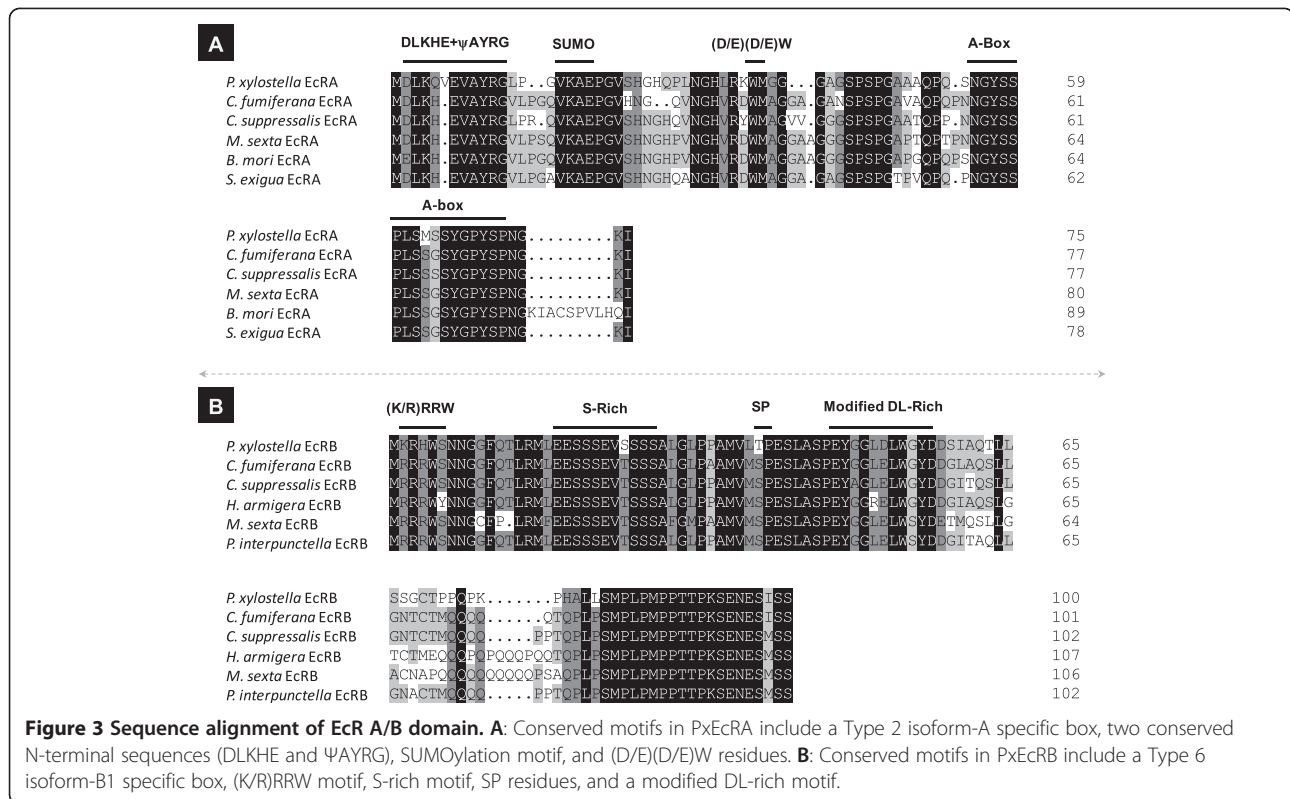 A
DLKHE+ψAYRG SUMO (D/E)(D/E)W A-Box
P. xylostella EcRA MDLKQVEVAYRGLP..GVKAEPGVSHGHQPLNGHLRKWMGG...GAGSPSPGAAAQPQ.SNGYSS 59
C. fumiferana EcRA MDLKH.EVAYRGVLPGQVKAEPGVHNG..QVNGHVRDWMAGGA.GANSPSPGAVAQPQPNNGYSS 61
C. suppressalis EcRA MDLKH.EVAYRGLPR.QVKAEPGVSHNGHQVNGHVRYWMAGVV.GGGSPSPGAATQPP.NNGYSS 61
M. sexta EcRA MDLKH.EVAYRGVLPSQVKAEPGVSHNGHPVNGHVRDWMAGGAAGGGSPSPGAPTQPTPNNGYSS 64
B. mori EcRA MELKH.EVAYRGVLPGQVKAEPGVSHNGHPVNGHVRDWMAGGAAGGGSPSPGAPGQPQPSNGYSS 64
S. exigua EcRA MDLKH.EVAYRGVLPGAVKAEPGVSHNGHQANGHVRDWMAGGA.GAGSPSPGTPVQPQ.PNGYSS 62
A-box
P. xylostella EcRA PLSMSSYGPYSPNG.........KI 75
C. fumiferana EcRA PLSSGSYGPYSPNG.........KI 77
C. suppressalis EcRA PLSSSSYGPYSPNG.........KI 77
M. sexta EcRA PLSSGSYGPYSPNG.........KI 80
B. mori EcRA PLSSGSYGPYSPNGKIACSPVLHQI 89
S. exigua EcRA PLSSGSYGPYSPNG.........KI 78
B
(K/R)RRW S-Rich SP Modified DL-Rich
P. xylostella EcRB MKRHWSNNGGFQTLRMLEESSSEVSSSSALGLPPAMVLTPESLASPEYGGLDLWGYDDSIAQTLL 65
C. fumiferana EcRB MRRRWSNNGGFQTLRMLEESSSEVTSSSALGLPAAMVMSPESLASPEYGGLELWGYDDGLAQSLL 65
C. suppressalis EcRB MRRRWSNNGGFQTLRMLEESSSEVTSSSALGLPPAMVMSPESLASPEYAGLELWGYDDGITQSLL 65
H. armigera EcRB MRRRWYNNGGFQTLRMLEESSSEVTSSSALGLPPAMVMSPESLASPEYGGRELWGYDDGIAQSLG 65
M. sexta EcRB MRRRWSNNGCFP.LRMFEESSSEVTSSSAFGMPAAMVMSPESLASPEYGGLELWSYDETMQSLLG 64
P. interpunctella EcRB MRRRWSNNGGFQTLRMLEESSSEVTSSSALGLPPAMVMSPESLASPEYGGLELWSYDDGITAQLL 65
P. xylostella EcRB SSGCTPPQPK.......PHALLSMPLPMPPTTPKSENESISS 100
C. fumiferana EcRB GNTCTMQQQQ......QTQPLPSMPLPMPPTTPKSENESISS 101
C. suppressalis EcRB GNTCTMQQQQ.....PPTQPLPSMPLPMPPTTPKSENESMSS 102
H. armigera EcRB TCTMEQQQPQPQQQPQQTQPLPSMPLPMPPTTPKSENESMSS 107
M. sexta EcRB ACNAPQQQQQQQQQPSAQPLPSMPLPMPPTTPKSENESMSS 106
P. interpunctella EcRB GNACTMQQQQ.....PPTQPLPSMPLPMPPTTPKSENESMSS 102
Figure 3 Sequence alignment of EcR A/B domain. A: Conserved motifs in PxEcRA include a Type 2 isoform-A specific box, two conserved
N-terminal sequences (DLKHE and ΨAYRG), SUMOylation motif, and (D/E)(D/E)W residues. B: Conserved motifs in PxEcRB include a Type 6
isoform-B1 specific box, (K/R)RRW motif, S-rich motif, SP residues, and a modified DL-rich motif.